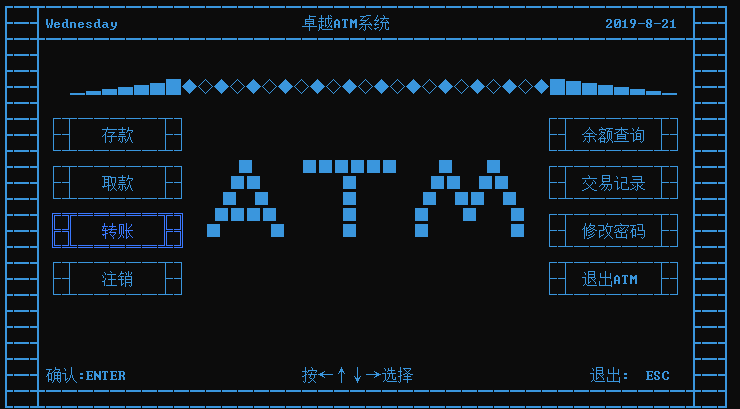 Wednesday 卓越ATM系统 2019-8-21
存款 余额查询
取款 交易记录
ATM
转账 修改密码
注销 退出ATM
确认:ENTER 按←↑↓→选择 退出: ESC